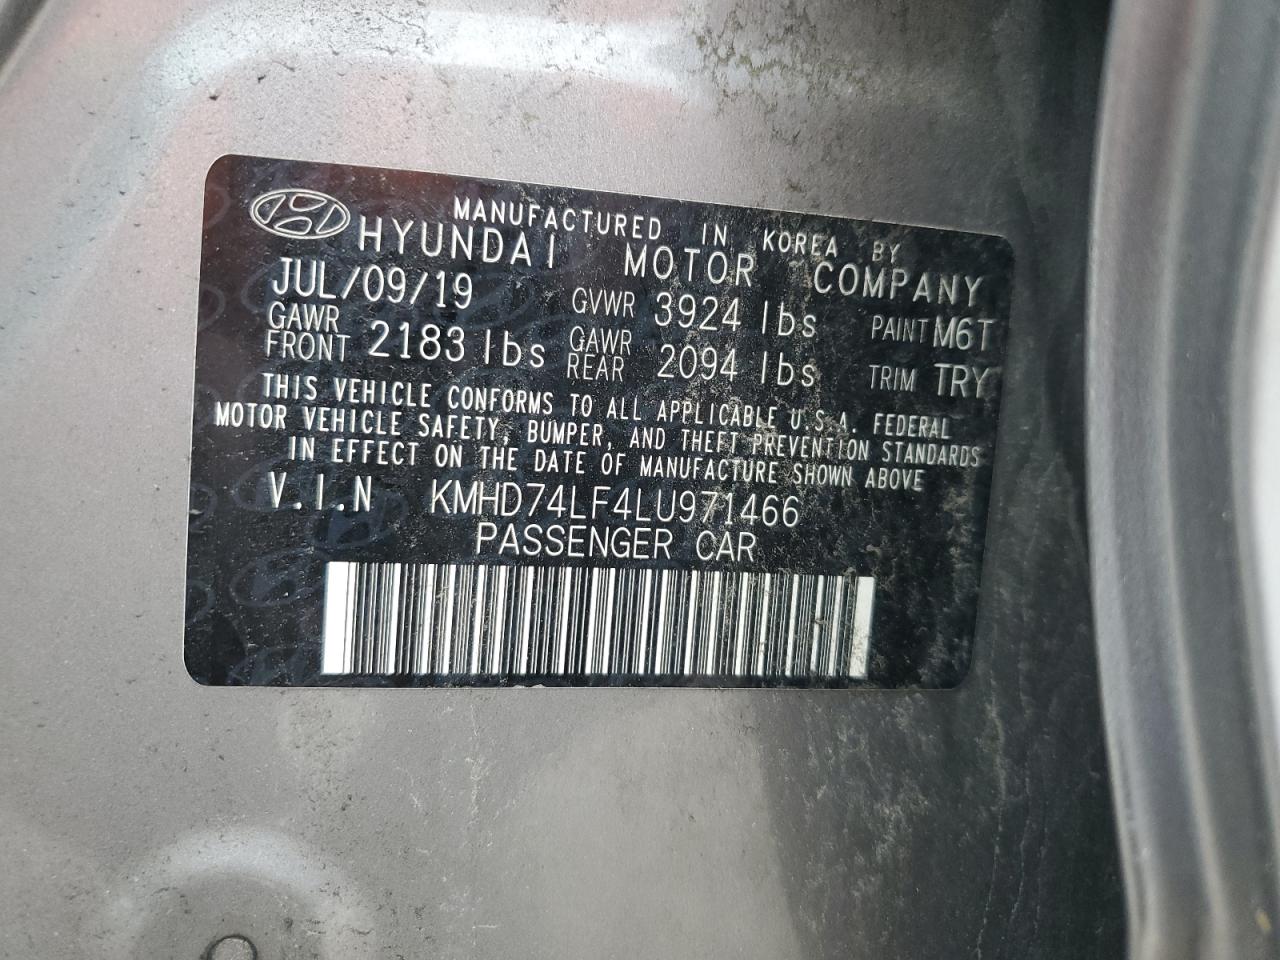 MANUFACTURED IN KOREA BY
HYUNDAI MOTOR COMPANY
JUL/09/19 GVWR 3924 lbs PAINT M6T
GAWR FRONT 2183 lbs GAWR REAR 2094 lbs TRIM TRY
THIS VEHICLE CONFORMS TO ALL APPLICABLE U.S.A. FEDERAL
MOTOR VEHICLE SAFETY, BUMPER, AND THEFT PREVENTION STANDARDS
IN EFFECT ON THE DATE OF MANUFACTURE SHOWN ABOVE
V.I.N KMHD74LF4LU971466
PASSENGER CAR